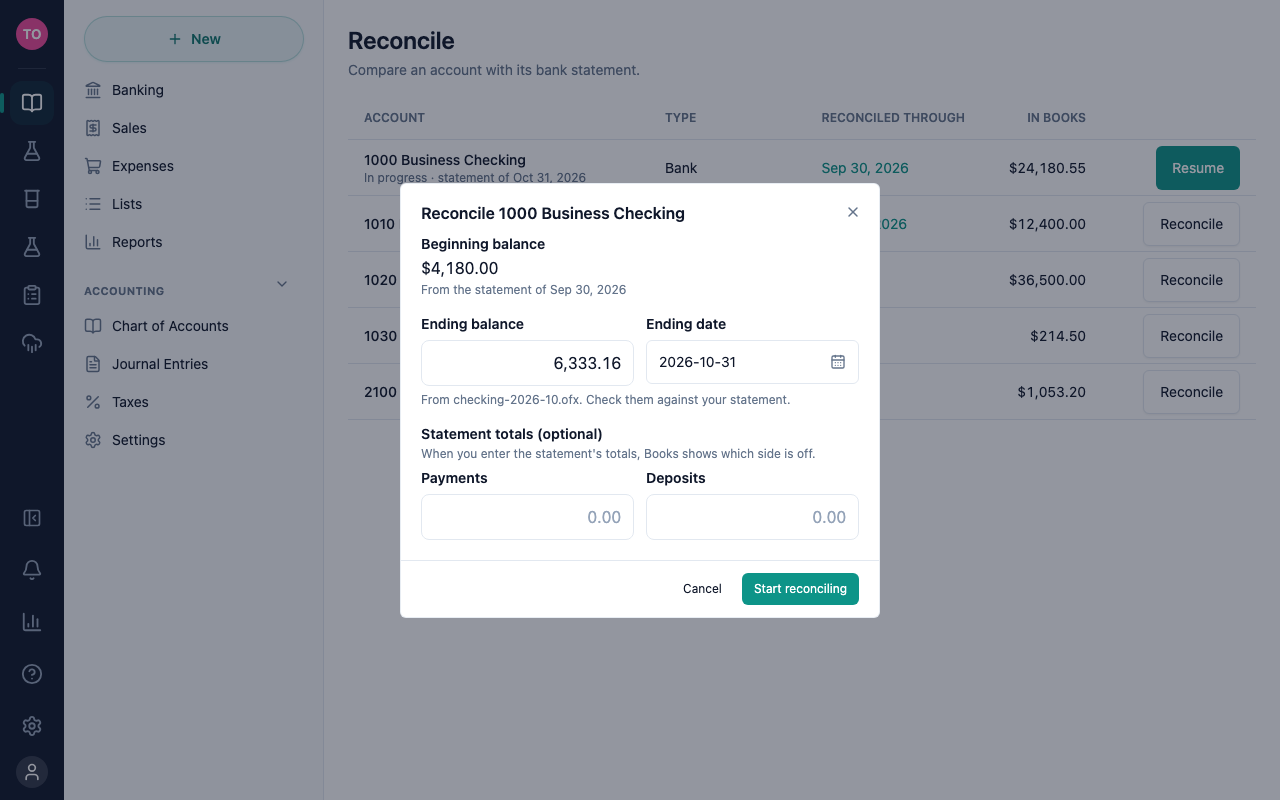 TO
New
Banking
Sales
Expenses
Lists
Reports
ACCOUNTING
Chart of Accounts
Journal Entries
Taxes
Settings
Reconcile
Compare an account with its bank statement.
ACCOUNT TYPE RECONCILED THROUGH IN BOOKS
1000 Business Checking Bank Sep 30, 2026 $24,180.55 Resume
In progress · statement of Oct 31, 2026
1010 2026 $12,400.00 Reconcile
1020 $36,500.00 Reconcile
1030 $214.50 Reconcile
2100 $1,053.20 Reconcile
Reconcile 1000 Business Checking
Beginning balance
$4,180.00
From the statement of Sep 30, 2026
Ending balance Ending date
6,333.16 2026-10-31
From checking-2026-10.ofx. Check them against your statement.
Statement totals (optional)
When you enter the statement's totals, Books shows which side is off.
Payments Deposits
0.00 0.00
Cancel Start reconciling